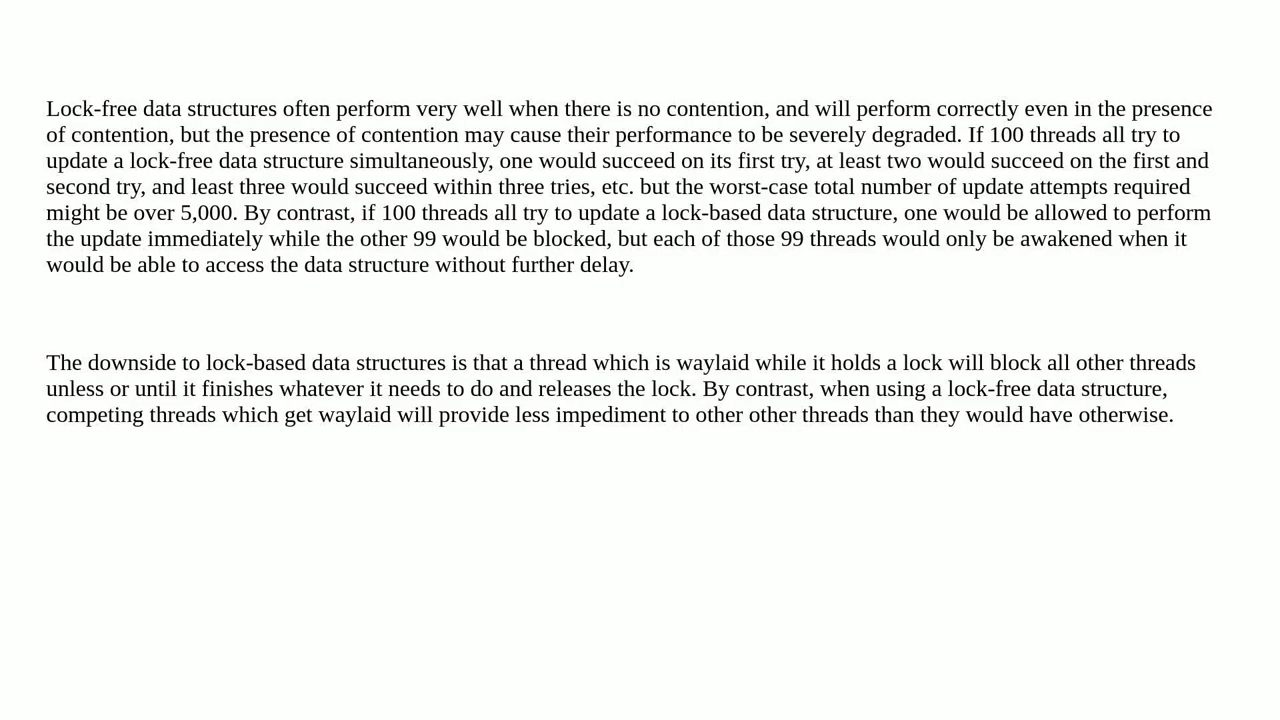 Lock-free data structures often perform very well when there is no contention, and will perform correctly even in the presence
of contention, but the presence of contention may cause their performance to be severely degraded. If 100 threads all try to
update a lock-free data structure simultaneously, one would succeed on its first try, at least two would succeed on the first and
second try, and least three would succeed within three tries, etc. but the worst-case total number of update attempts required
might be over 5,000. By contrast, if 100 threads all try to update a lock-based data structure, one would be allowed to perform
the update immediately while the other 99 would be blocked, but each of those 99 threads would only be awakened when it
would be able to access the data structure without further delay.
The downside to lock-based data structures is that a thread which is waylaid while it holds a lock will block all other threads
unless or until it finishes whatever it needs to do and releases the lock. By contrast, when using a lock-free data structure,
competing threads which get waylaid will provide less impediment to other other threads than they would have otherwise.